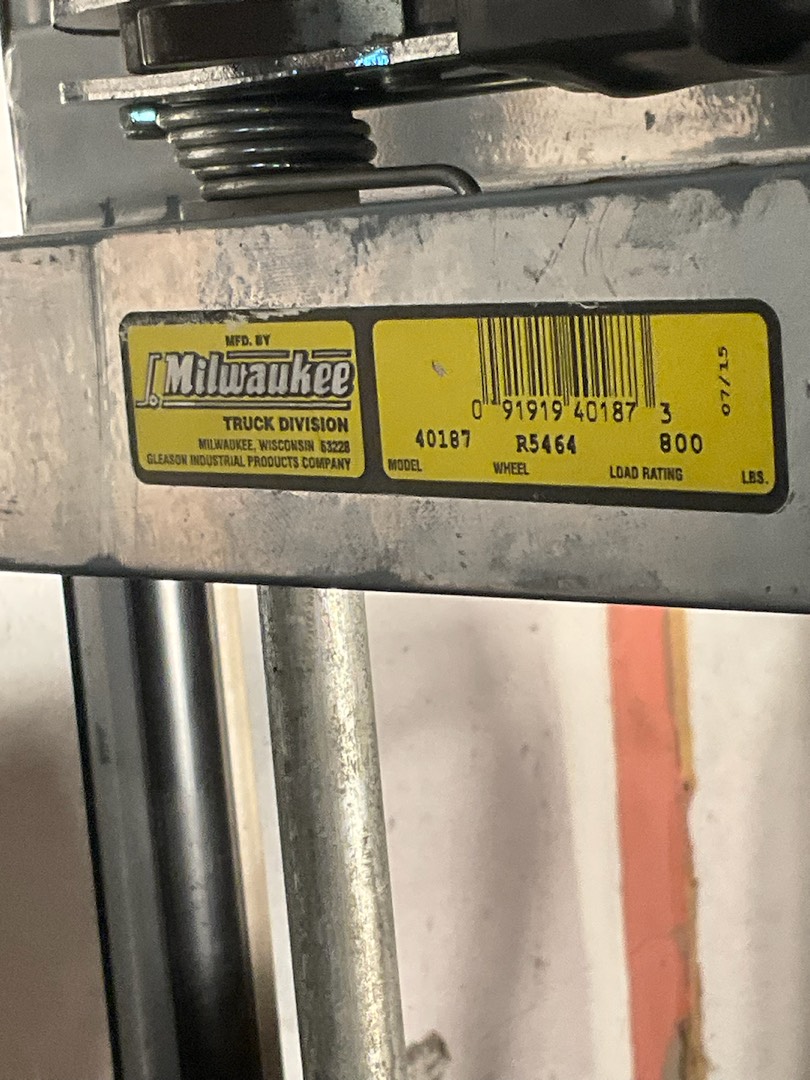 MFD. BY
Milwaukee
TRUCK DIVISION
MILWAUKEE, WISCONSIN 53228
GLEASON INDUSTRIAL PRODUCTS COMPANY
0 91919 40187 3
07/15
40187 R5464 800
MODEL WHEEL LOAD RATING LBS.